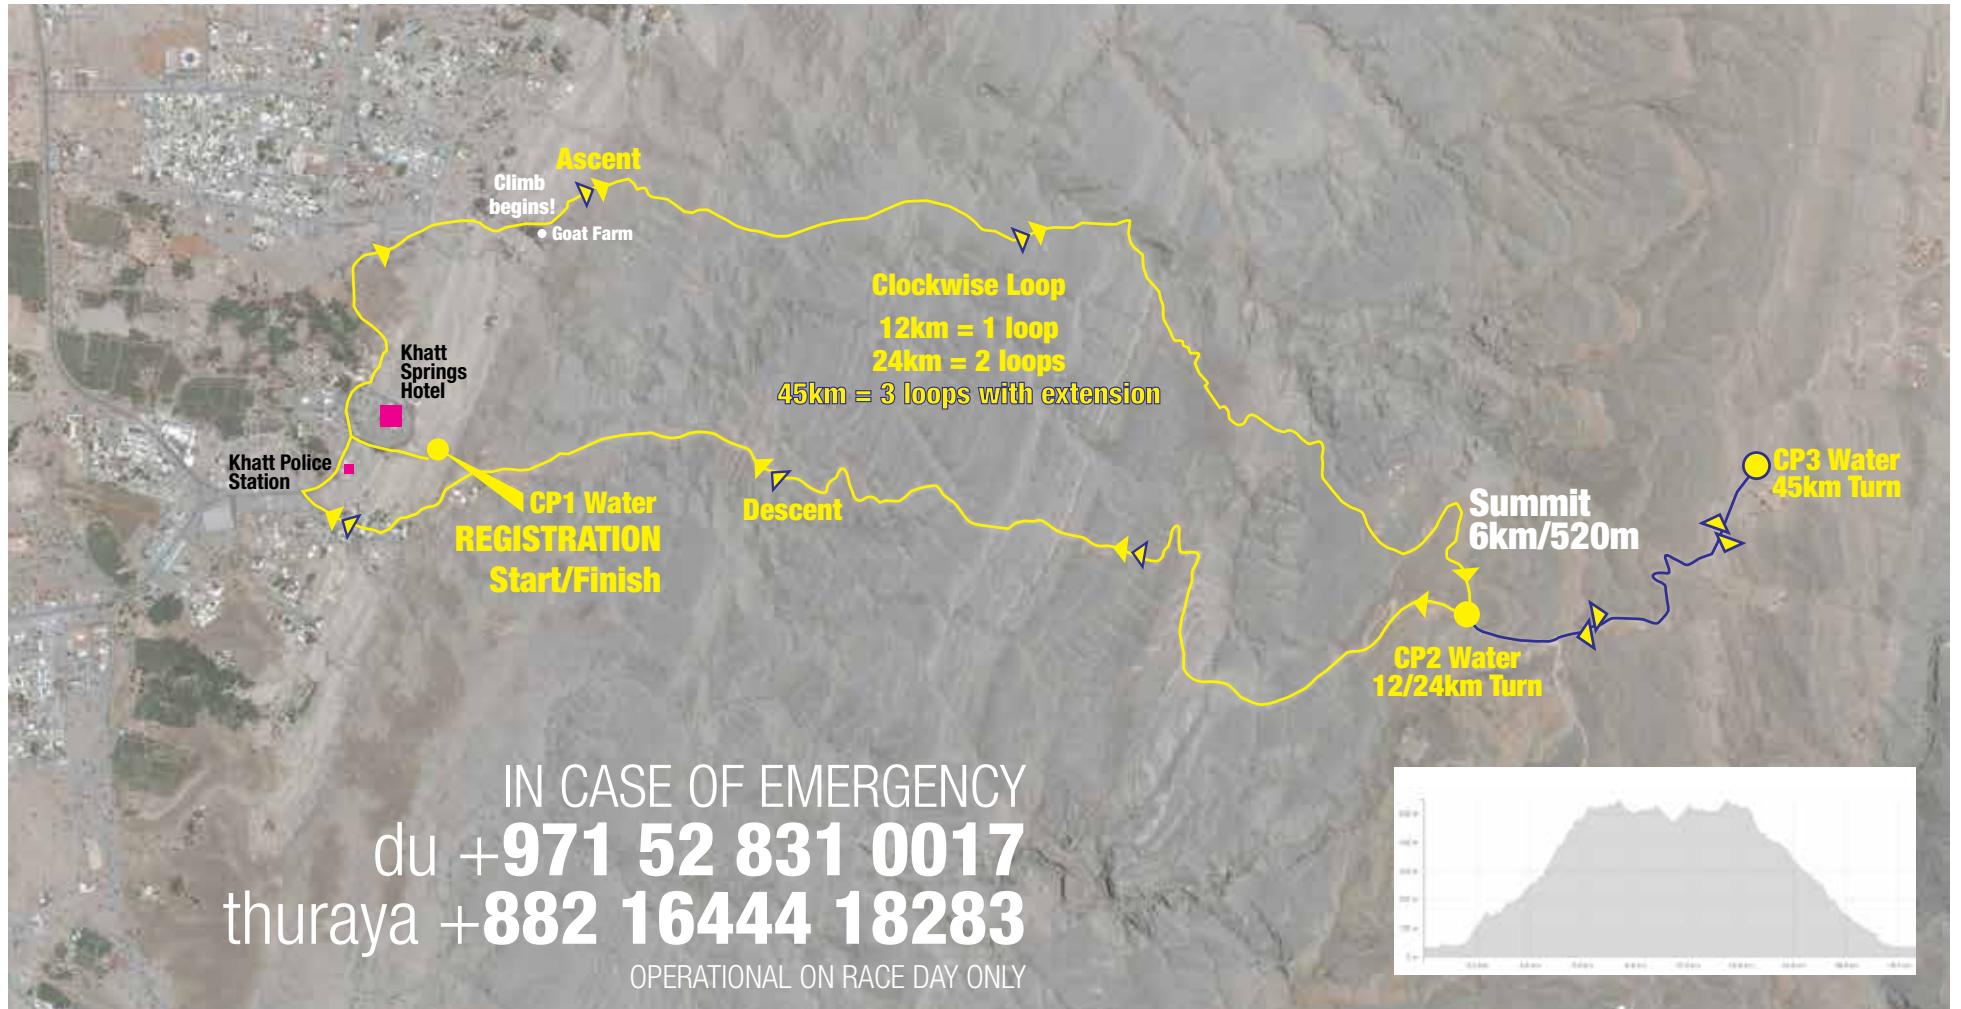 Ascent
Climb
begins!
Goat Farm
Clockwise Loop
12km = 1 loop
24km = 2 loops
45km = 3 loops with extension
Khatt
Springs
Hotel
Khatt Police
Station
CP1 Water
REGISTRATION
Start/Finish
Descent
Summit
6km/520m
CP3 Water
45km Turn
CP2 Water
12/24km Turn
IN CASE OF EMERGENCY
du +971 52 831 0017
thuraya +882 16444 18283
OPERATIONAL ON RACE DAY ONLY